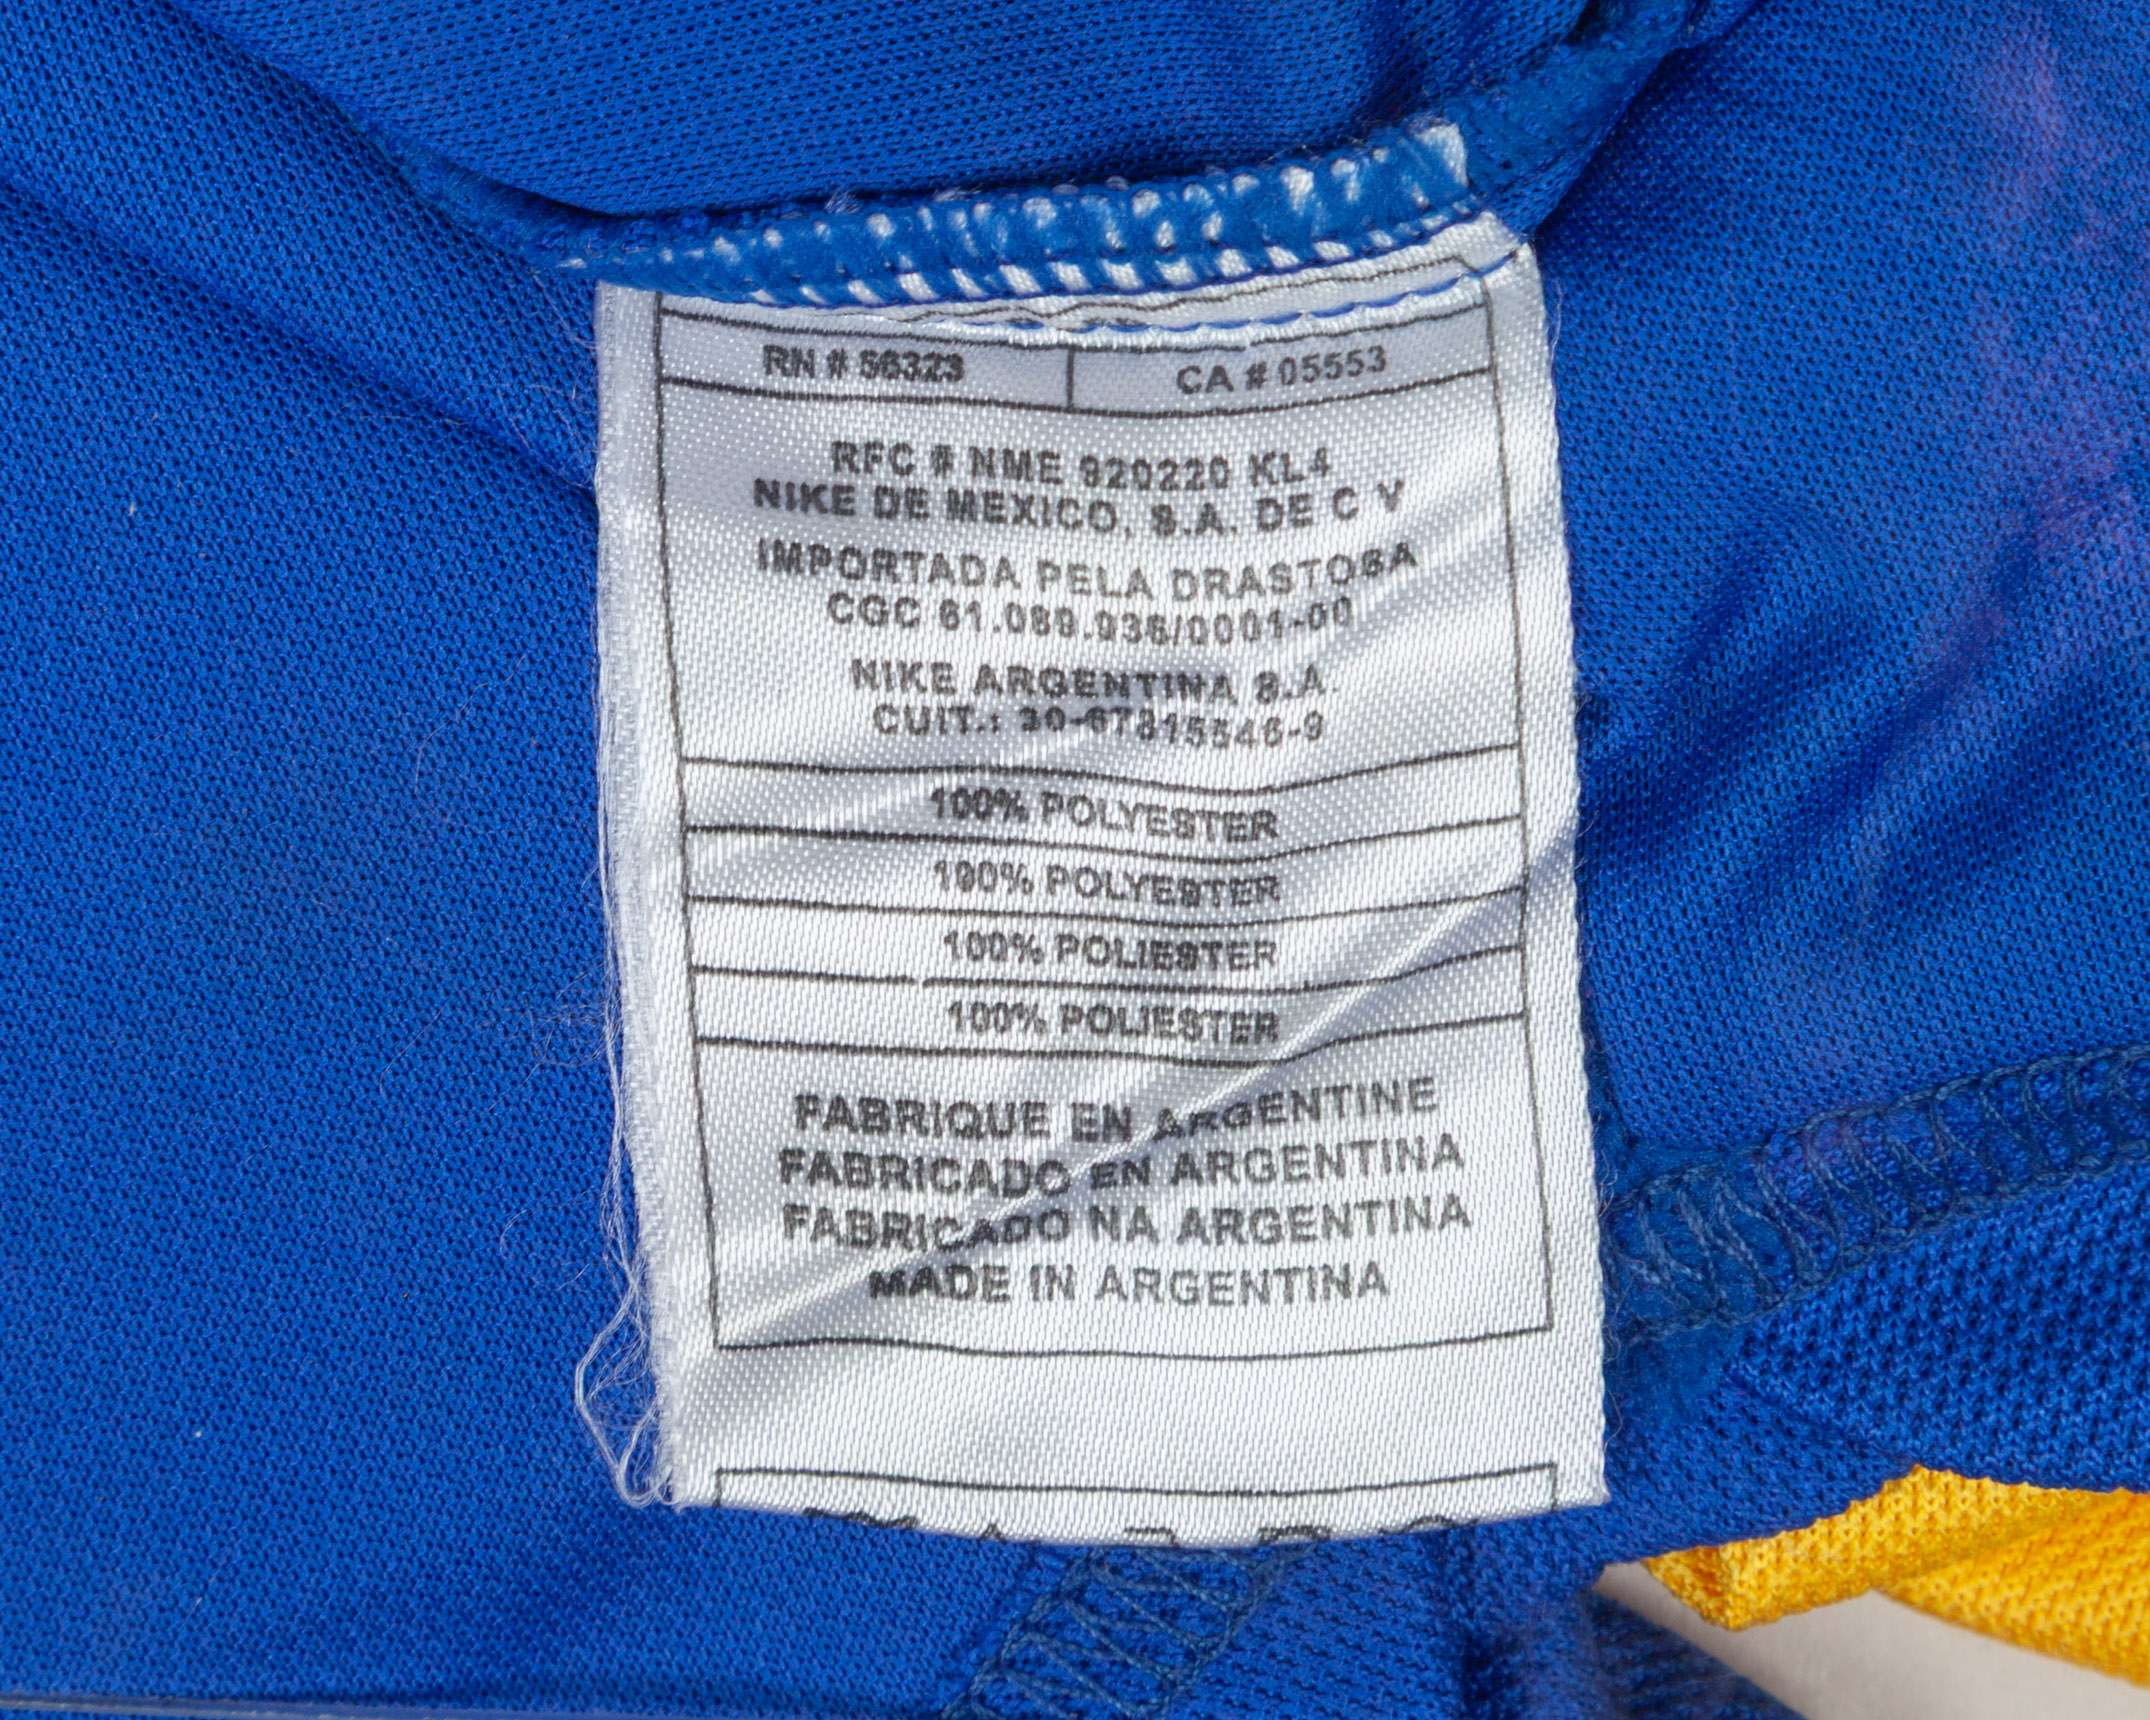 RN # 56323 CA # 05553
RFC # NME 920220 KL4
NIKE DE MEXICO, S.A. DE C V
IMPORTADA PELA DRASTOSA
CGC 61.089.936/0001-00
NIKE ARGENTINA S.A.
CUIT.: 30-67815546-9
100% POLYESTER
100% POLYESTER
100% POLIESTER
100% POLIESTER
FABRIQUE EN ARGENTINE
FABRICADO EN ARGENTINA
FABRICADO NA ARGENTINA
MADE IN ARGENTINA